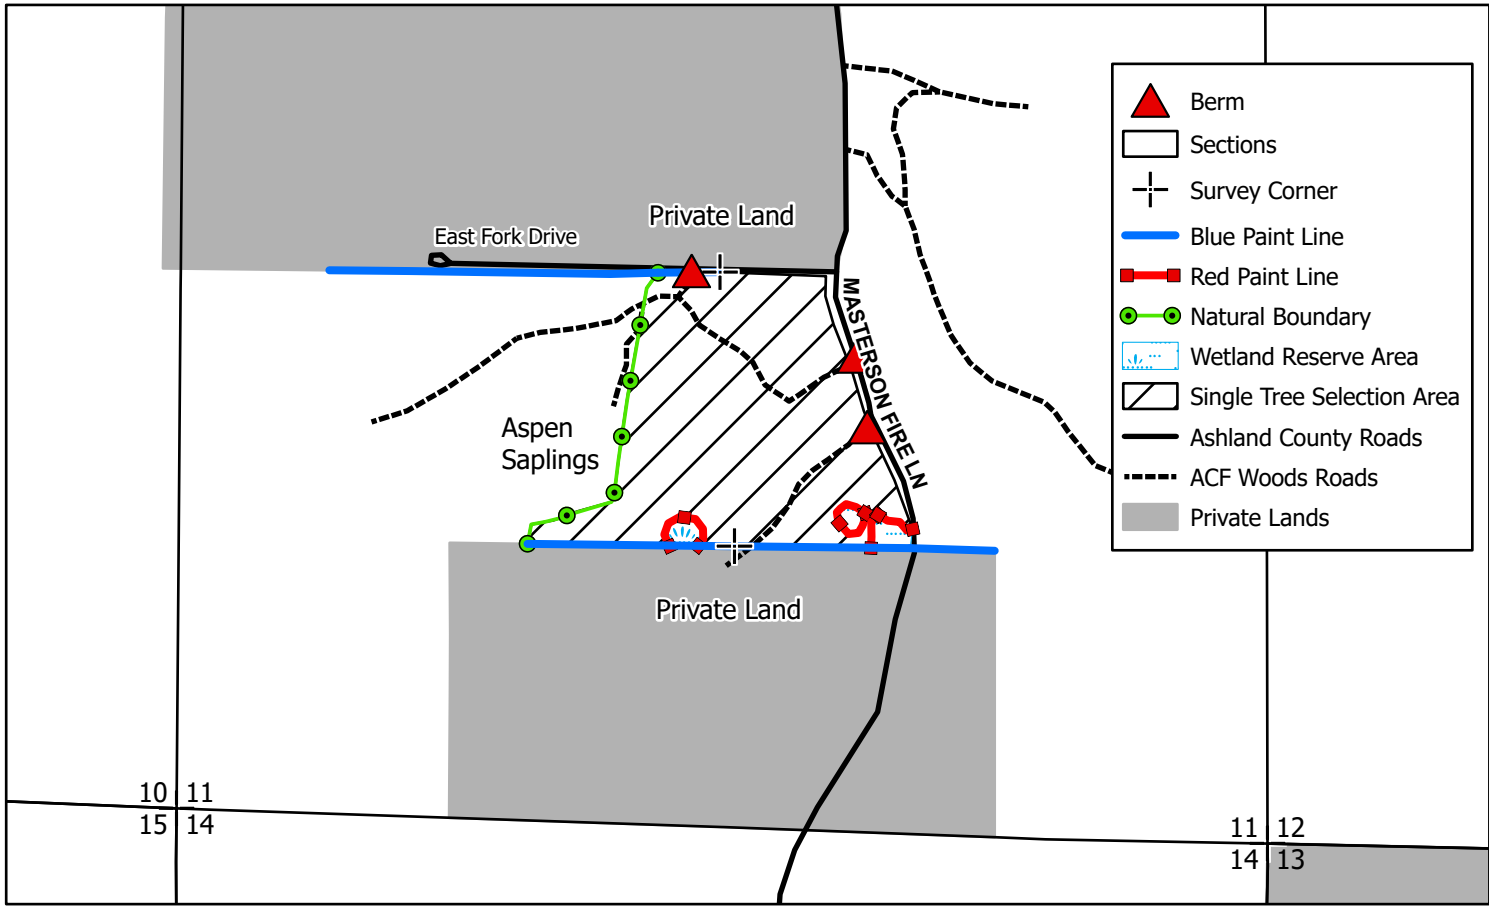 Private Land
East Fork Drive
MASTERSON FIRE LN
Aspen
Saplings
Private Land
10 11
15 14
11 12
14 13
Berm
Sections
Survey Corner
Blue Paint Line
Red Paint Line
Natural Boundary
Wetland Reserve Area
Single Tree Selection Area
Ashland County Roads
ACF Woods Roads
Private Lands